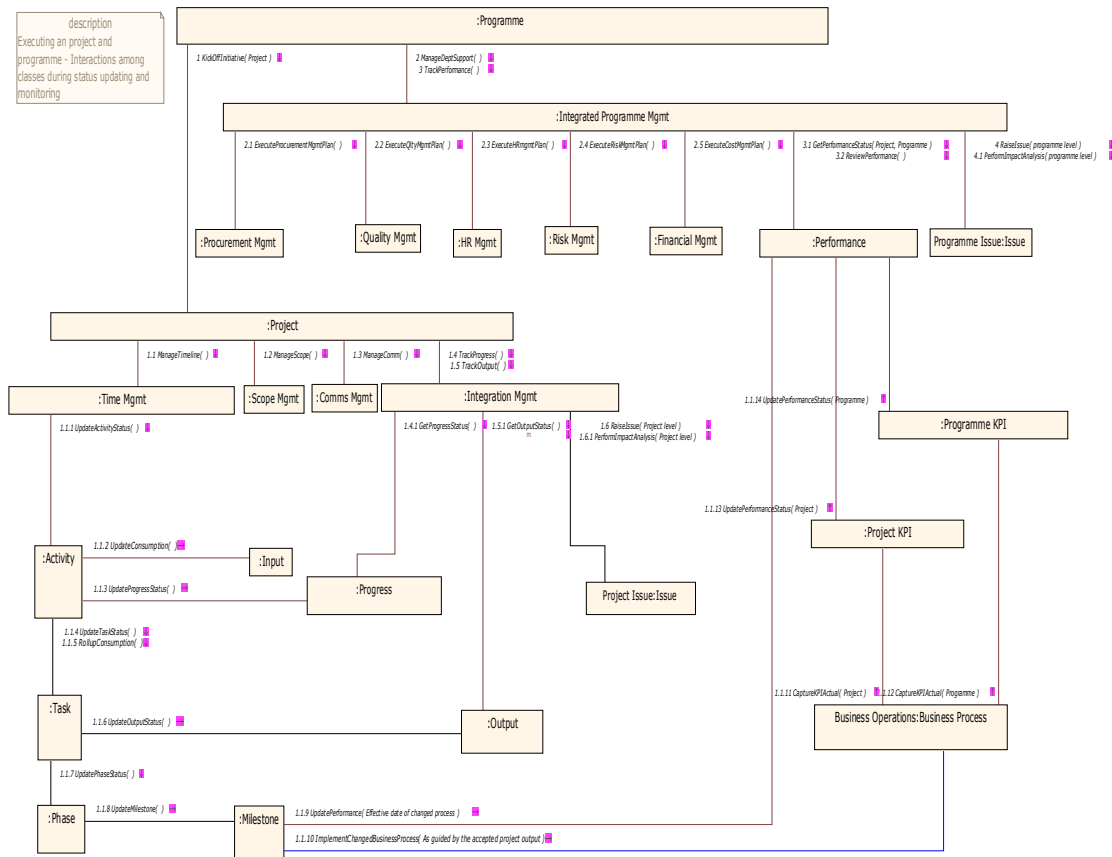 description
Executing an project and
programme - Interactions among
classes during status updating and
monitoring
:Programme
1 KickOffInitiative( Project )
2 ManageDeptSupport( )
3 TrackPerformance( )
:Integrated Programme Mgmt
2.1 ExecuteProcurementMgmtPlan( )
2.2 ExecuteQltyMgmtPlan( )
2.3 ExecuteHRmgmtPlan( )
2.4 ExecuteRiskMgmtPlan( )
2.5 ExecuteCostMgmtPlan( )
3.1 GetPerformanceStatus( Project, Programme )
3.2 ReviewPerformance( )
4 RaiseIssue( programme level )
4.1 PerformImpactAnalysis( programme level )
:Procurement Mgmt
:Quality Mgmt
:HR Mgmt
:Risk Mgmt
:Financial Mgmt
:Performance
Programme Issue:Issue
:Project
1.1 ManageTimeline( )
1.2 ManageScope( )
1.3 ManageComm( )
1.4 TrackProgress( )
1.5 TrackOutput( )
:Time Mgmt
:Scope Mgmt
:Comms Mgmt
:Integration Mgmt
1.1.14 UpdatePerformanceStatus( Programme )
:Programme KPI
1.1.1 UpdateActivityStatus( )
1.4.1 GetProgressStatus( )
1.5.1 GetOutputStatus( )
1.6 RaiseIssue( Project level )
1.6.1 PerformImpactAnalysis( Project level )
1.1.13 UpdatePerformanceStatus( Project )
:Project KPI
:Activity
1.1.2 UpdateConsumption( )
:Input
1.1.3 UpdateProgressStatus( )
:Progress
Project Issue:Issue
1.1.4 UpdateTaskStatus( )
1.1.5 RollupConsumption( )
1.1.11 CaptureKPIActual( Project )
1.1.12 CaptureKPIActual( Programme )
:Task
1.1.6 UpdateOutputStatus( )
:Output
Business Operations:Business Process
1.1.7 UpdatePhaseStatus( )
:Phase
1.1.8 UpdateMilestone( )
:Milestone
1.1.9 UpdatePerformance( Effective date of changed process )
1.1.10 ImplementChangedBusinessProcess( As guided by the accepted project output )